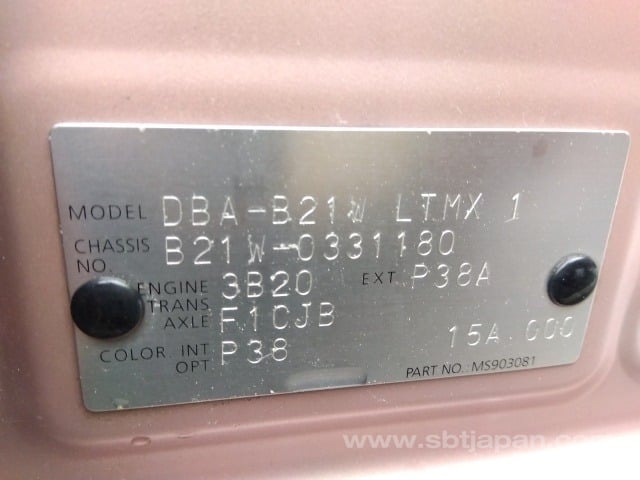 MODEL DBA-B21W LTMX 1
CHASSIS NO. B21W-0331180
ENGINE 3B20 EXT P38A
TRANS AXLE F1CJB
COLOR INT OPT P38 15A 000
PART NO.: MS903081
www.sbtjapan.com